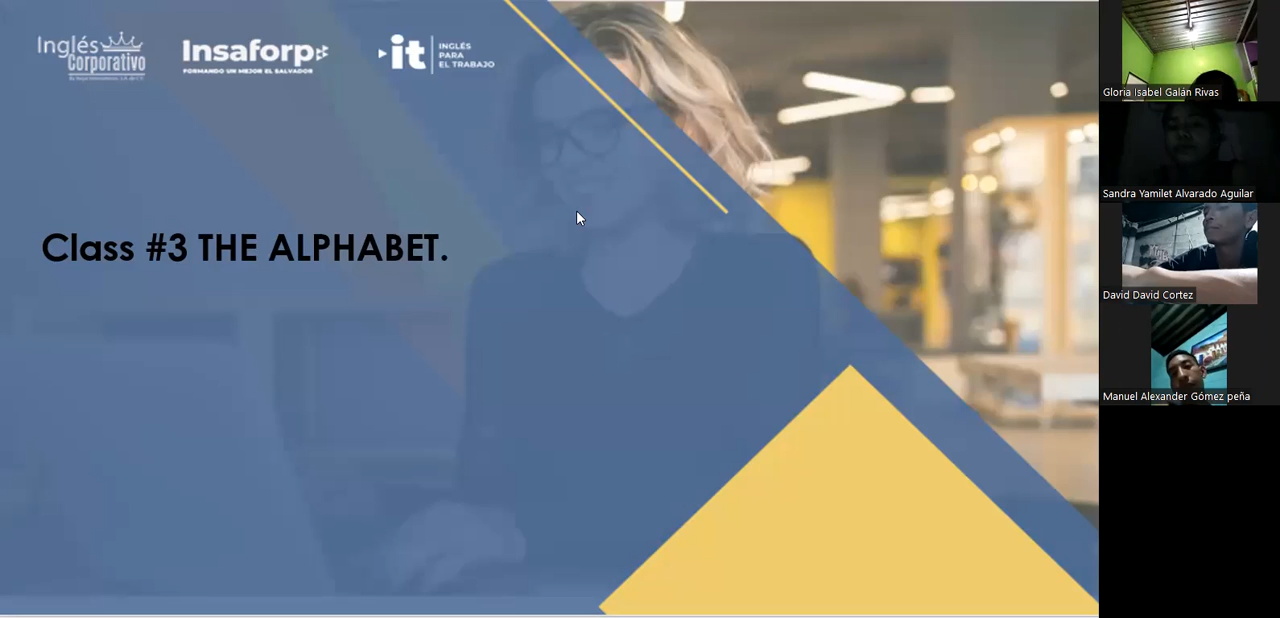 Inglés
Corporativo
Insaforp
FORMANDO UN MEJOR EL SALVADOR
it
INGLÉS
PARA
EL TRABAJO
Class #3 THE ALPHABET.
Gloria Isabel Galán Rivas
Sandra Yamilet Alvarado Aguilar
David David Cortez
Manuel Alexander Gómez peña